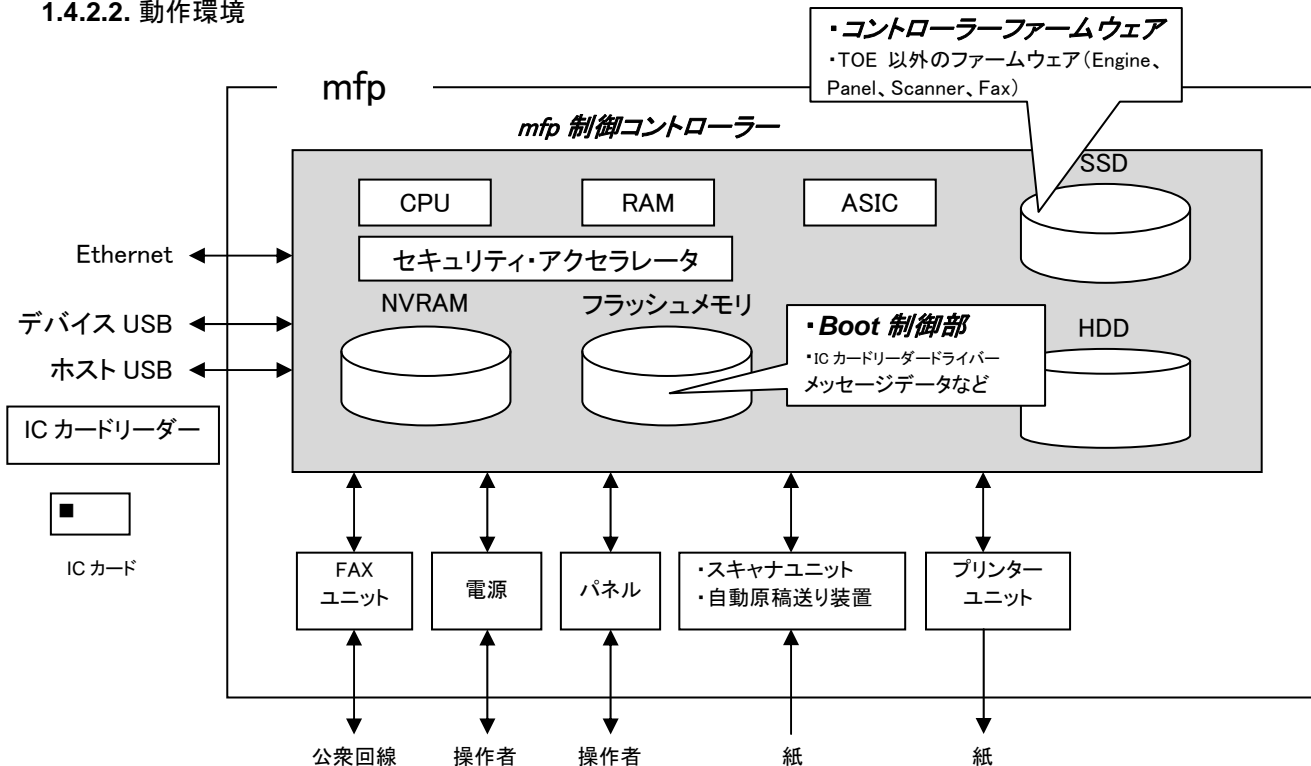 1.4.2.2. 動作環境
・コントローラーファームウェア
・TOE 以外のファームウェア(Engine、
Panel、Scanner、Fax)
mfp
mfp 制御コントローラー
SSD
CPU
RAM
ASIC
Ethernet
セキュリティ・アクセラレータ
NVRAM
フラッシュメモリ
デバイス USB
・Boot 制御部
・IC カードリーダードライバー
メッセージデータなど
HDD
ホスト USB
IC カードリーダー
IC カード
FAX
ユニット
電源
パネル
・スキャナユニット
・自動原稿送り装置
プリンター
ユニット
公衆回線
操作者
操作者
紙
紙